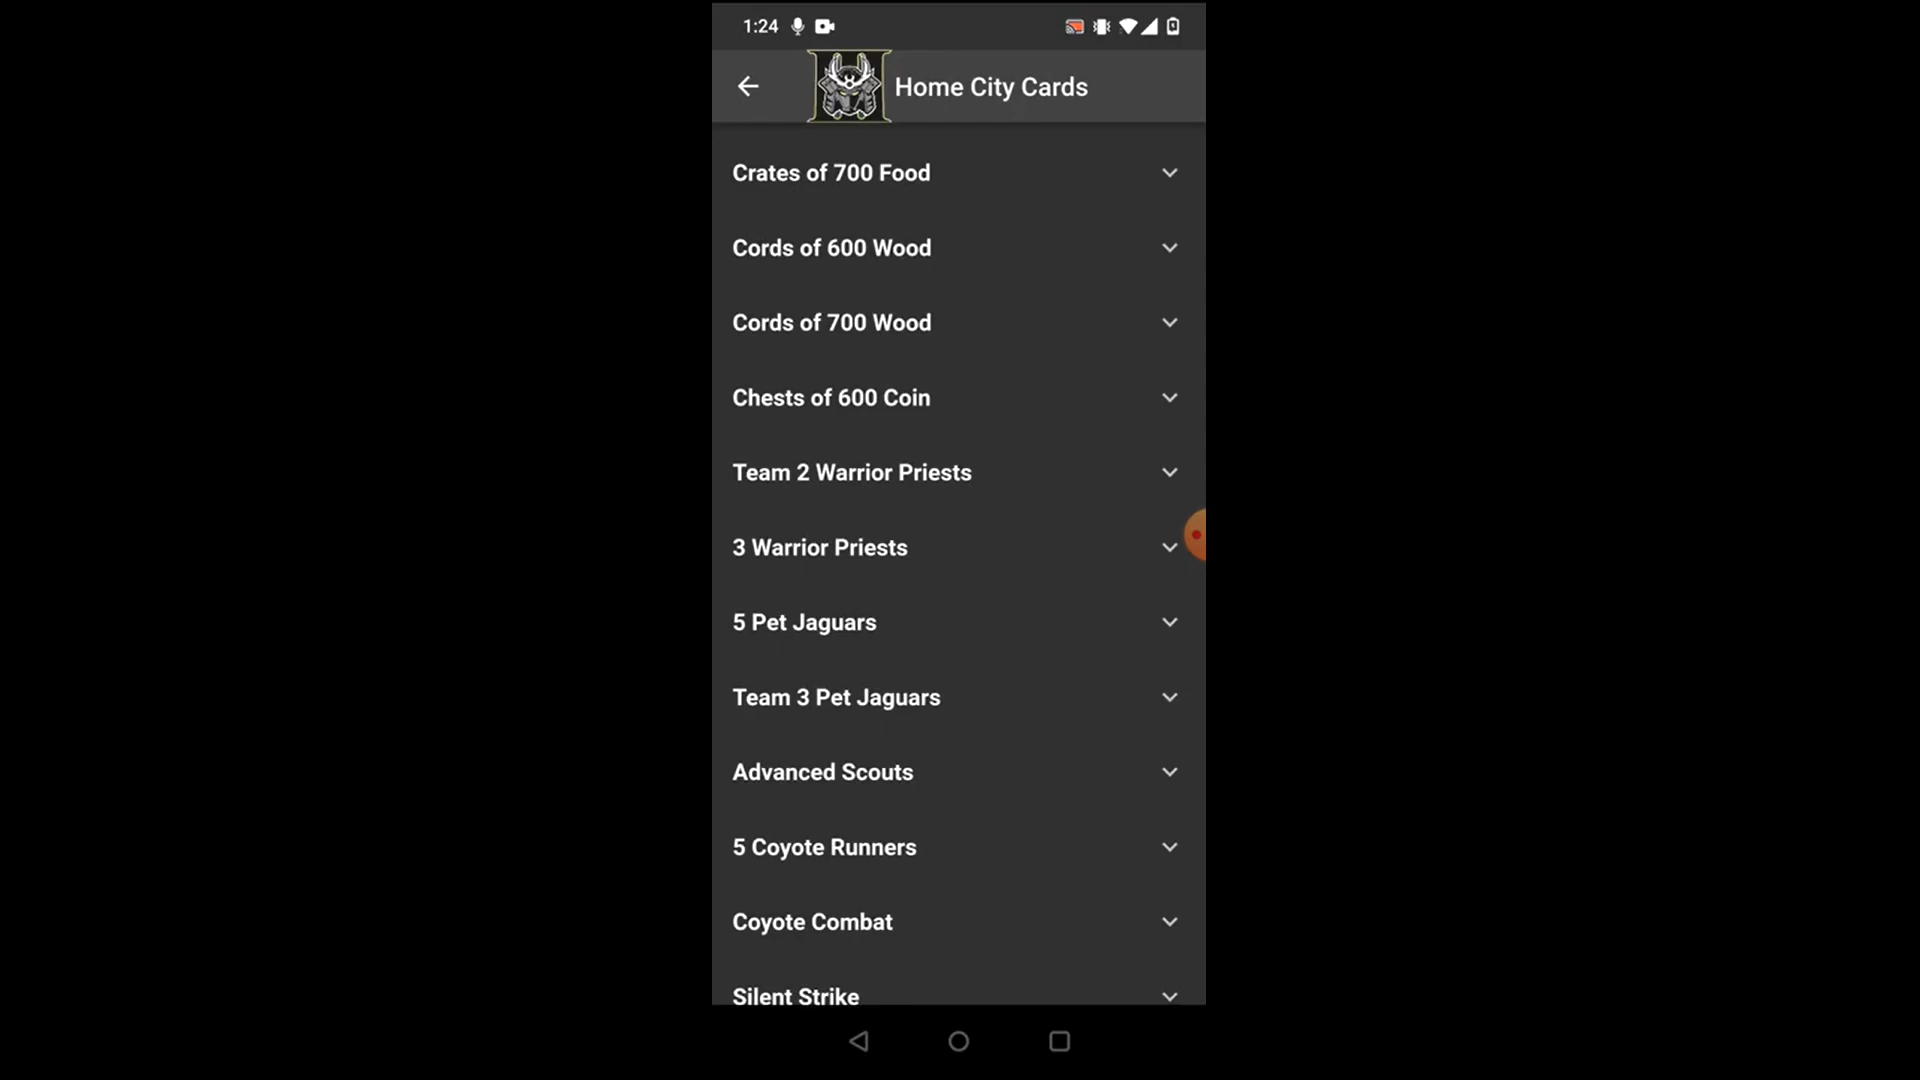 1:24
Home City Cards
Crates of 700 Food
Cords of 600 Wood
Cords of 700 Wood
Chests of 600 Coin
Team 2 Warrior Priests
3 Warrior Priests
5 Pet Jaguars
Team 3 Pet Jaguars
Advanced Scouts
5 Coyote Runners
Coyote Combat
Silent Strike